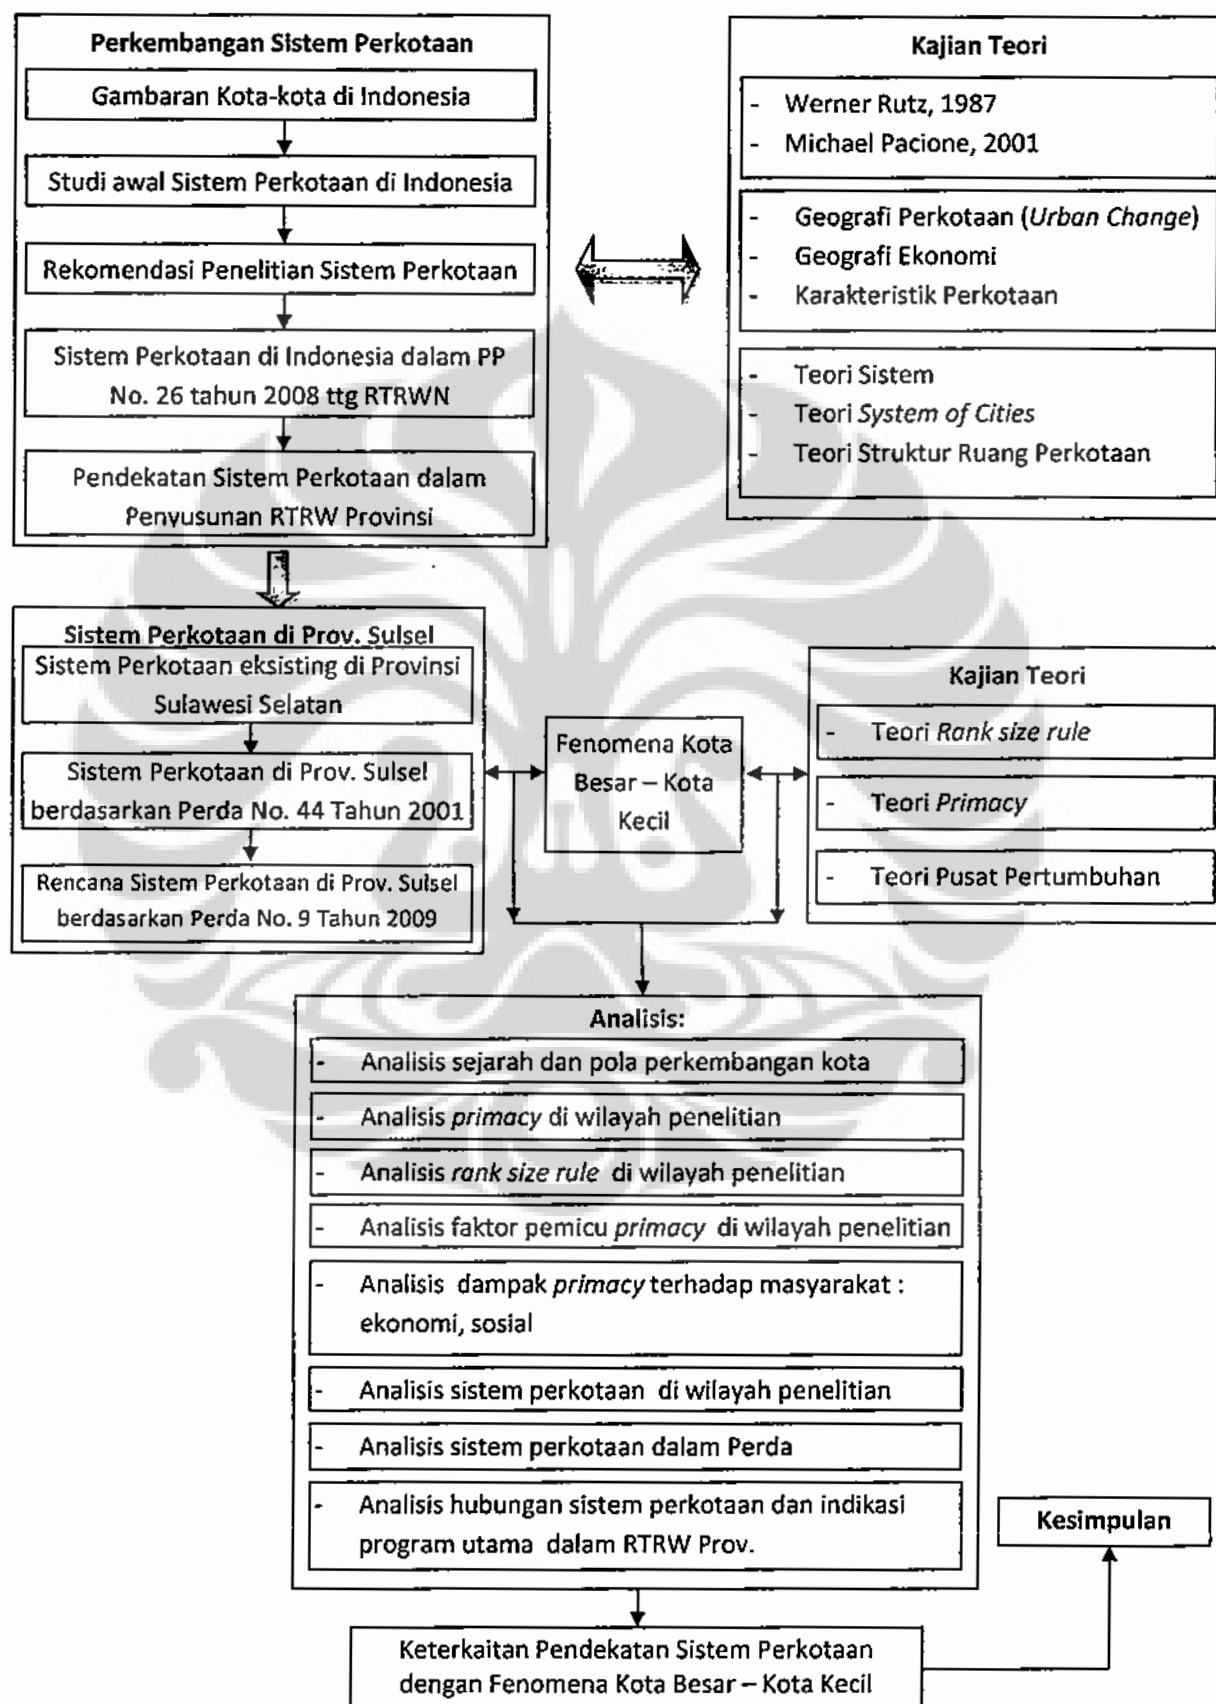 Perkembangan Sistem Perkotaan
Gambaran Kota-kota di Indonesia
Studi awal Sistem Perkotaan di Indonesia
Rekomendasi Penelitian Sistem Perkotaan
Sistem Perkotaan di Indonesia dalam PP
No. 26 tahun 2008 ttg RTRWN
Pendekatan Sistem Perkotaan dalam
Penyusunan RTRW Provinsi
Kajian Teori
- Werner Rutz, 1987
- Michael Pacione, 2001
- Geografi Perkotaan (Urban Change)
- Geografi Ekonomi
- Karakteristik Perkotaan
- Teori Sistem
- Teori System of Cities
- Teori Struktur Ruang Perkotaan
Sistem Perkotaan di Prov. Sulsel
Sistem Perkotaan eksisting di Provinsi
Sulawesi Selatan
Sistem Perkotaan di Prov. Sulsel
berdasarkan Perda No. 44 Tahun 2001
Rencana Sistem Perkotaan di Prov. Sulsel
berdasarkan Perda No. 9 Tahun 2009
Fenomena Kota
Besar – Kota
Kecil
Kajian Teori
- Teori Rank size rule
- Teori Primacy
- Teori Pusat Pertumbuhan
Analisis:
- Analisis sejarah dan pola perkembangan kota
- Analisis primacy di wilayah penelitian
- Analisis rank size rule di wilayah penelitian
- Analisis faktor pemicu primacy di wilayah penelitian
- Analisis dampak primacy terhadap masyarakat :
ekonomi, sosial
- Analisis sistem perkotaan di wilayah penelitian
- Analisis sistem perkotaan dalam Perda
- Analisis hubungan sistem perkotaan dan indikasi
program utama dalam RTRW Prov.
Kesimpulan
Keterkaitan Pendekatan Sistem Perkotaan
dengan Fenomena Kota Besar – Kota Kecil